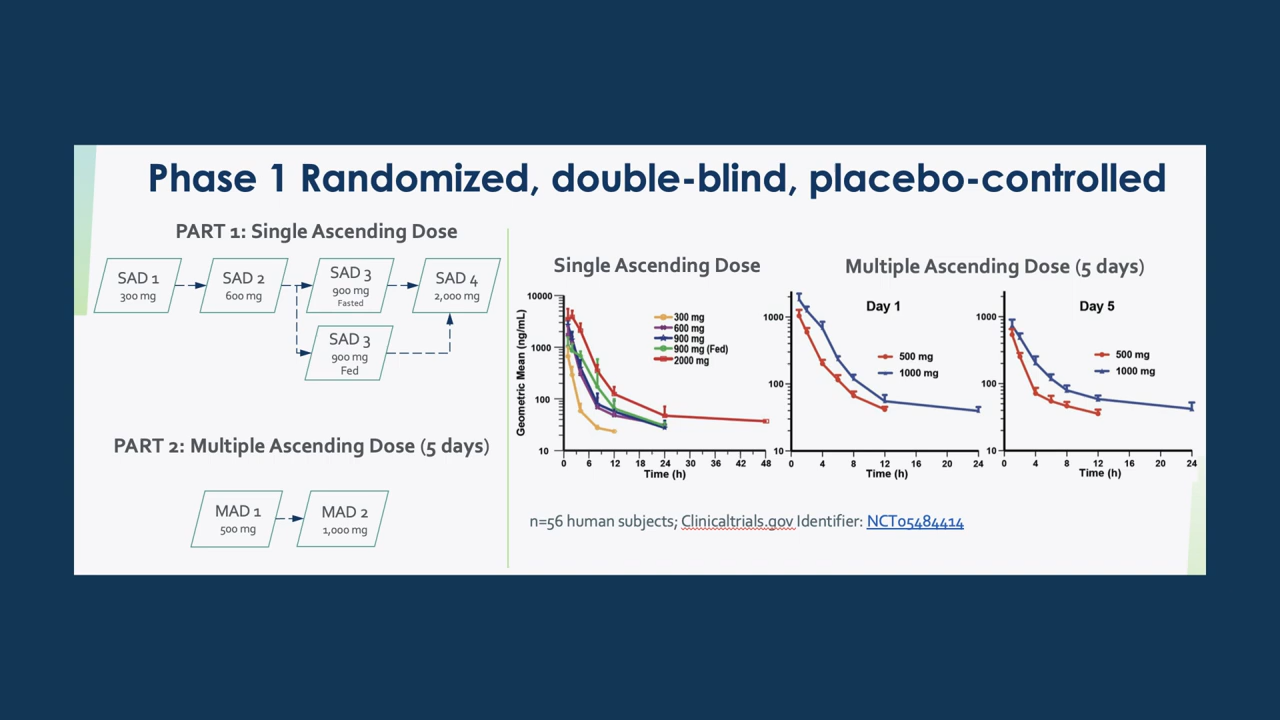 Phase 1 Randomized, double-blind, placebo-controlled
PART 1: Single Ascending Dose
SAD 1
300 mg
SAD 2
600 mg
SAD 3
900 mg
Fasted
SAD 4
2,000 mg
SAD 3
900 mg
Fed
PART 2: Multiple Ascending Dose (5 days)
MAD 1
500 mg
MAD 2
1,000 mg
Single Ascending Dose
Geometric Mean (ng/mL)
10000
1000
100
10
300 mg
600 mg
900 mg
900 mg (Fed)
2000 mg
0 6 12 18 24 30 36 42 48
Time (h)
Multiple Ascending Dose (5 days)
Day 1
1000
100
10
500 mg
1000 mg
0 4 8 12 16 20 24
Time (h)
Day 5
1000
100
10
500 mg
1000 mg
0 4 8 12 16 20 24
Time (h)
n=56 human subjects; Clinicaltrials.gov Identifier: NCT05484414